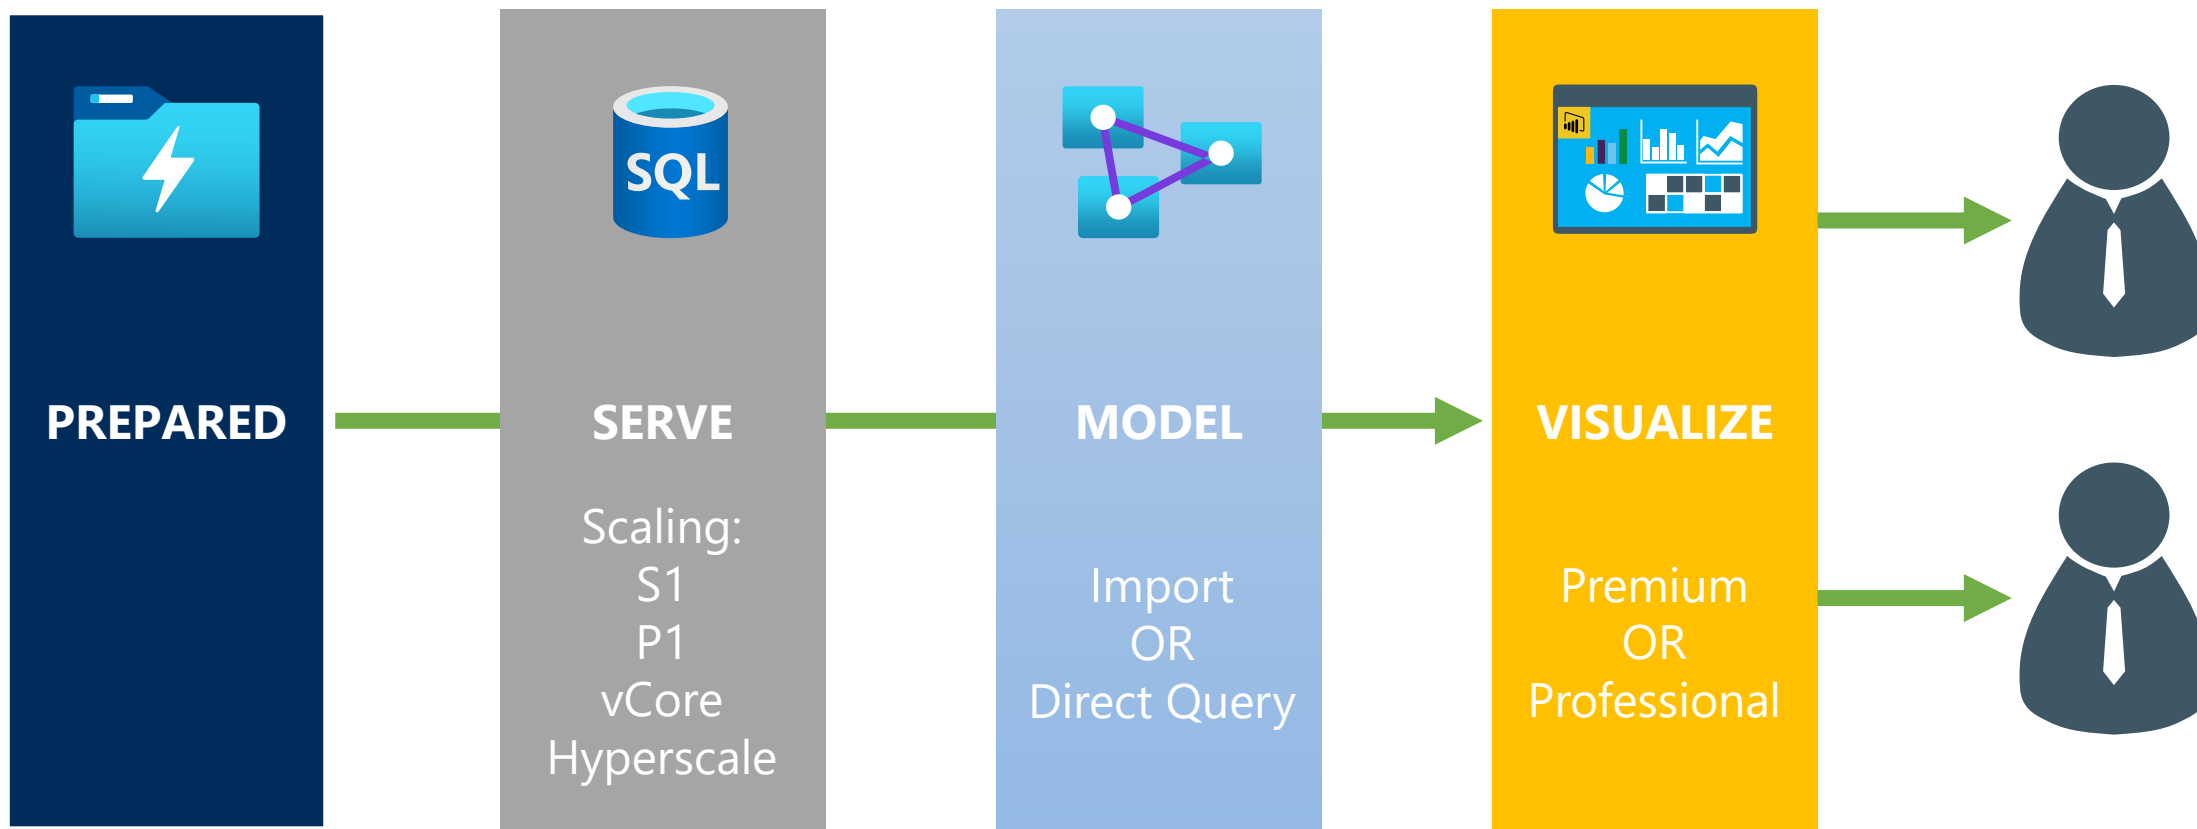 PREPARED
SQL
SERVE
Scaling:
S1
P1
vCore
Hyperscale
MODEL
Import
OR
Direct Query
VISUALIZE
Premium
OR
Professional